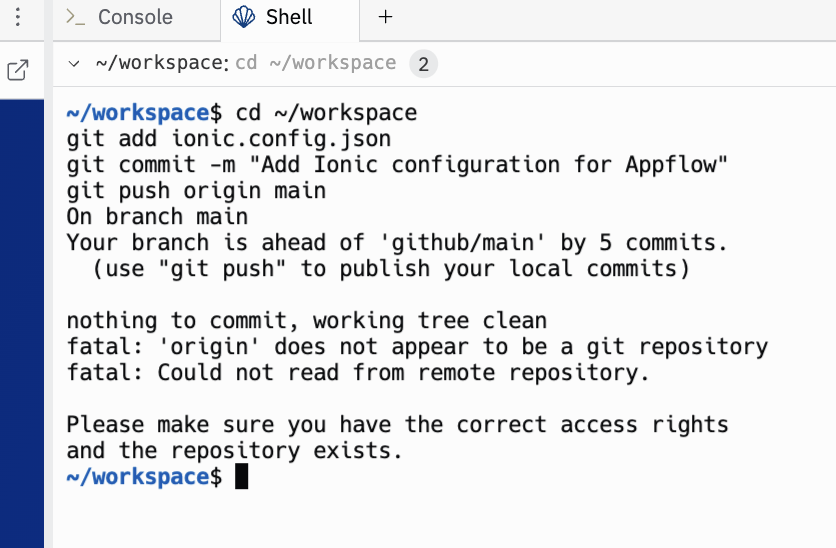 >_ Console
Shell
+
~/workspace: cd ~/workspace 2
~/workspace$ cd ~/workspace
git add ionic.config.json
git commit -m "Add Ionic configuration for Appflow"
git push origin main
On branch main
Your branch is ahead of 'github/main' by 5 commits.
  (use "git push" to publish your local commits)

nothing to commit, working tree clean
fatal: 'origin' does not appear to be a git repository
fatal: Could not read from remote repository.

Please make sure you have the correct access rights
and the repository exists.
~/workspace$